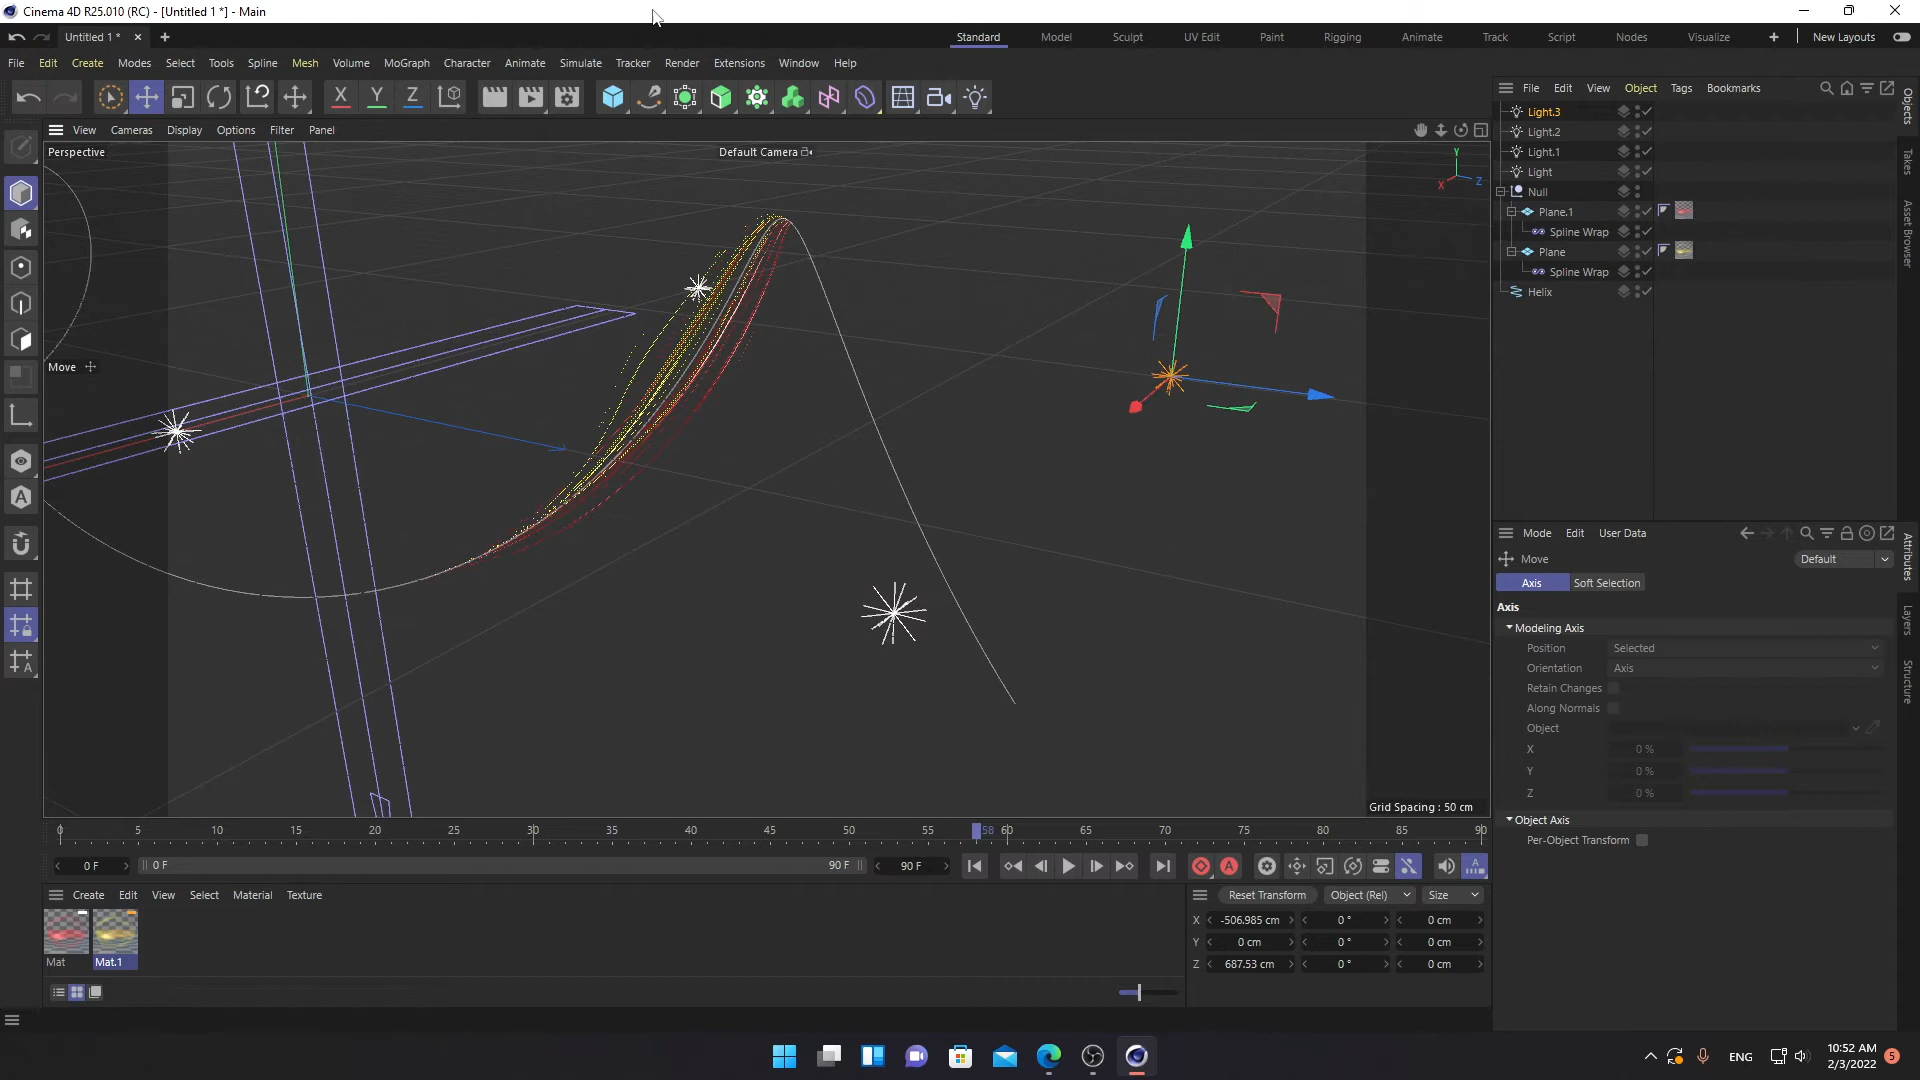 Cinema 4D R25.010 (RC) - [Untitled 1 *] - Main
Untitled 1 *
Standard Model Sculpt UV Edit Paint Rigging Animate Track Script Nodes Visualize New Layouts
File Edit Create Modes Select Tools Spline Mesh Volume MoGraph Character Animate Simulate Tracker Render Extensions Window Help
X Y Z
File Edit View Object Tags Bookmarks
View Cameras Display Options Filter Panel
Perspective
Default Camera
Y
X
Z
Move
Grid Spacing : 50 cm
Light.3
Light.2
Light.1
Light
Null
Plane.1
Spline Wrap
Plane
Spline Wrap
Helix
Objects
Takes
Asset Browser
Mode Edit User Data
Move
Default
Axis Soft Selection
Axis
Modeling Axis
Position Selected
Orientation Axis
Retain Changes
Along Normals
Object
X 0 %
Y 0 %
Z 0 %
Object Axis
Per-Object Transform
Attributes
Layers
Structure
0 5 10 15 20 25 30 35 40 45 50 55 58 60 65 70 75 80 85 90
0 F 0 F 90 F 90 F
Create Edit View Select Material Texture
Mat Mat.1
Reset Transform Object (Rel) Size
X -506.985 cm 0 ° 0 cm
Y 0 cm 0 ° 0 cm
Z 687.53 cm 0 ° 0 cm
ENG
10:52 AM
2/3/2022
5